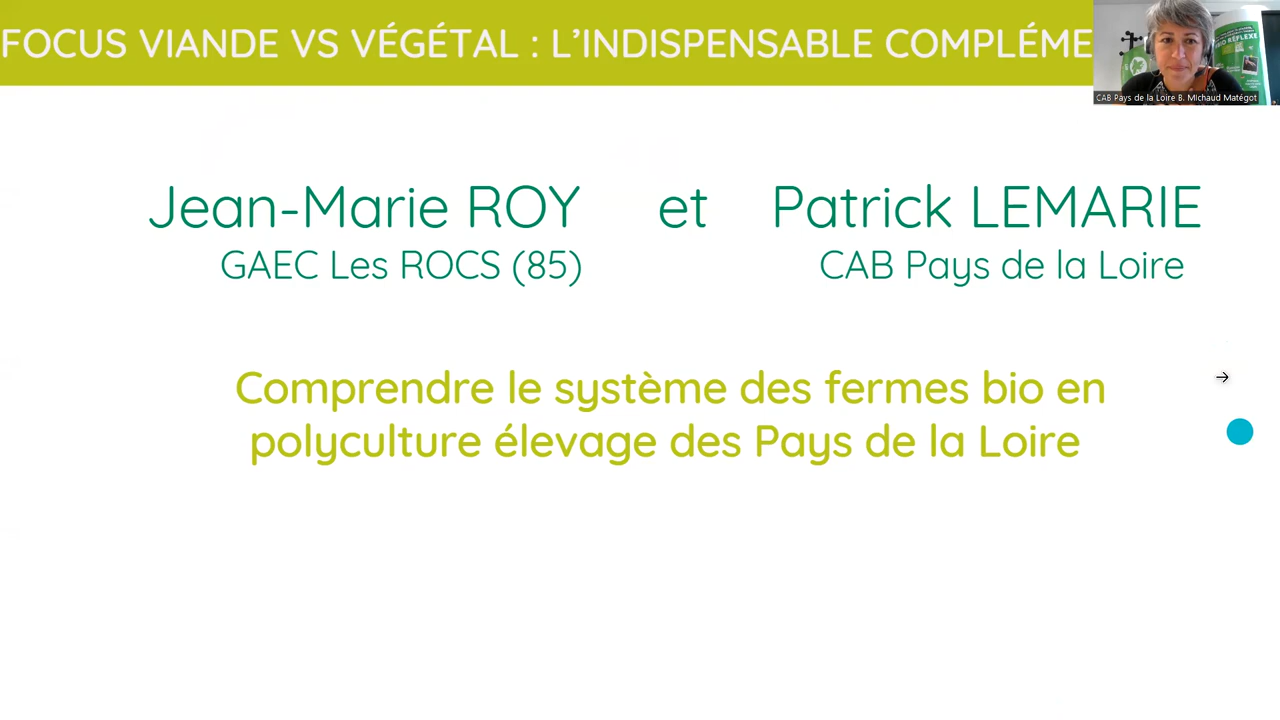 FOCUS VIANDE VS VÉGÉTAL : L'INDISPENSABLE COMPLÉME
BIO REFLEXE
CAB Pays de la Loire B. Michaud Matégot
Jean-Marie ROY et Patrick LEMARIE
GAEC Les ROCS (85) CAB Pays de la Loire
Comprendre le système des fermes bio en
polyculture élevage des Pays de la Loire